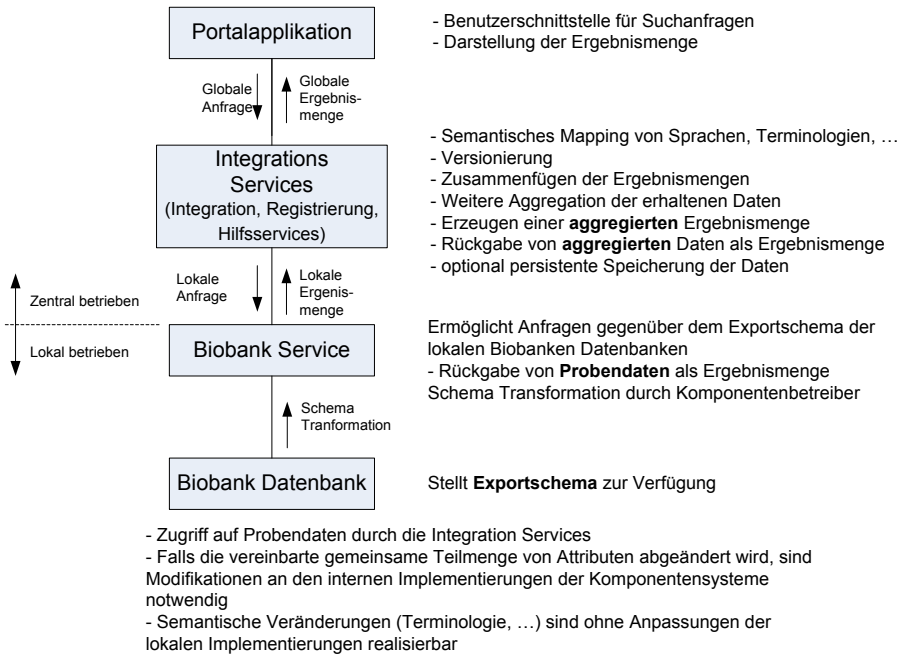 Portalapplikation
- Benutzerschnittstelle für Suchanfragen
- Darstellung der Ergebnismenge
Globale
Anfrage
Globale
Ergebnis-
menge
Integrations
Services
(Integration, Registrierung,
Hilfsservices)
- Semantisches Mapping von Sprachen, Terminologien, …
- Versionierung
- Zusammenfügen der Ergebnismengen
- Weitere Aggregation der erhaltenen Daten
- Erzeugen einer aggregierten Ergebnismenge
- Rückgabe von aggregierten Daten als Ergebnismenge
- optional persistente Speicherung der Daten
Lokale
Anfrage
Lokale
Ergenis-
menge
Zentral betrieben
Lokal betrieben
Biobank Service
Ermöglicht Anfragen gegenüber dem Exportschema der
lokalen Biobanken Datenbanken
- Rückgabe von Probendaten als Ergebnismenge
Schema Transformation durch Komponentenbetreiber
Schema
Tranformation
Biobank Datenbank
Stellt Exportschema zur Verfügung
- Zugriff auf Probendaten durch die Integration Services
- Falls die vereinbarte gemeinsame Teilmenge von Attributen abgeändert wird, sind
Modifikationen an den internen Implementierungen der Komponentensysteme
notwendig
- Semantische Veränderungen (Terminologie, …) sind ohne Anpassungen der
lokalen Implementierungen realisierbar